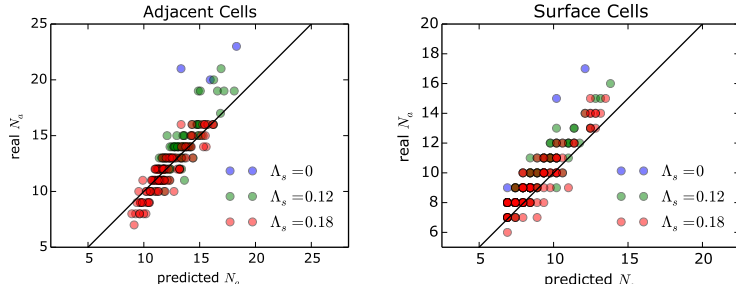 Adjacent Cells
25
20
15
10
5
real N_a
5 10 15 20 25
predicted N_a
Λ_s = 0
Λ_s = 0.12
Λ_s = 0.18
Surface Cells
20
18
16
14
12
10
8
6
real N_a
5 10 15 20
predicted N
Λ_s = 0
Λ_s = 0.12
Λ_s = 0.18